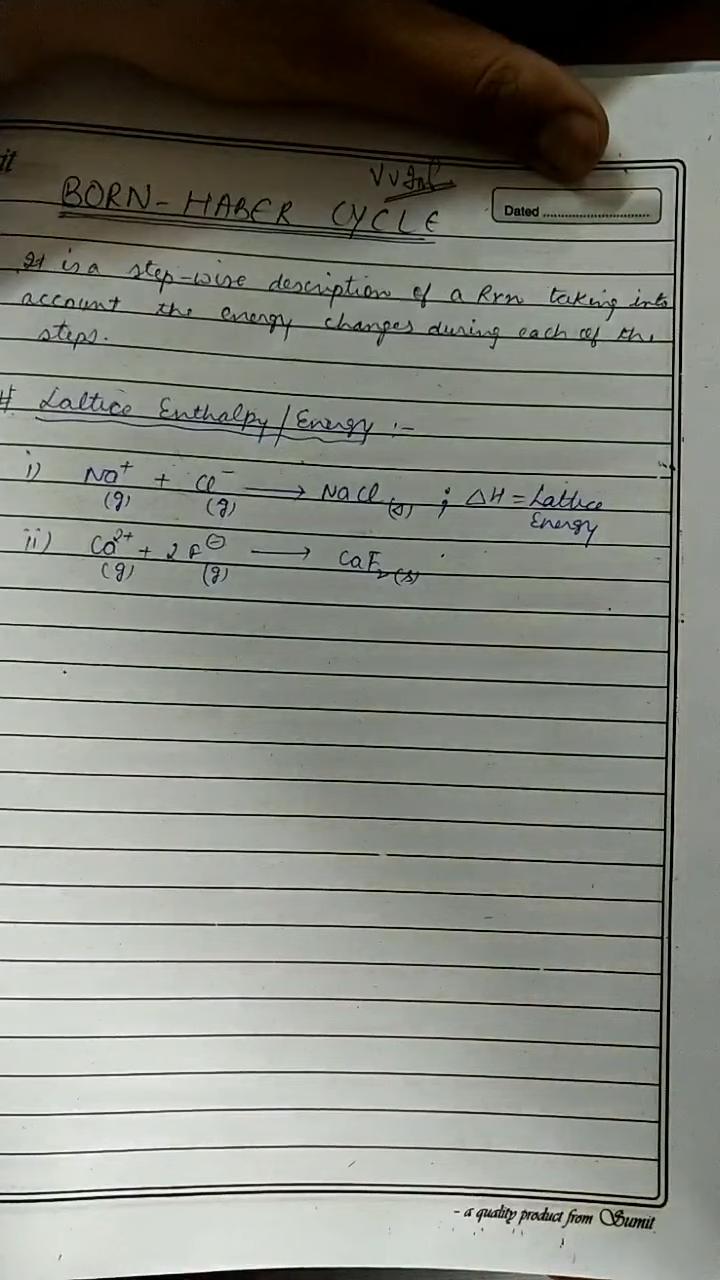 it
V V Imp
BORN-HABER CYCLE
Dated ..............................
It is a step-wise description of a Rxn taking into
account the energy changes during each of the
steps.
# Lattice Enthalpy/Energy :-
i) Na⁺(g) + Cl⁻(g) ⟶ NaCl(s) ; ΔH = Lattice
Energy
ii) Ca²⁺(g) + 2F⊖(g) ⟶ CaF₂(s)
- a quality product from Sumit